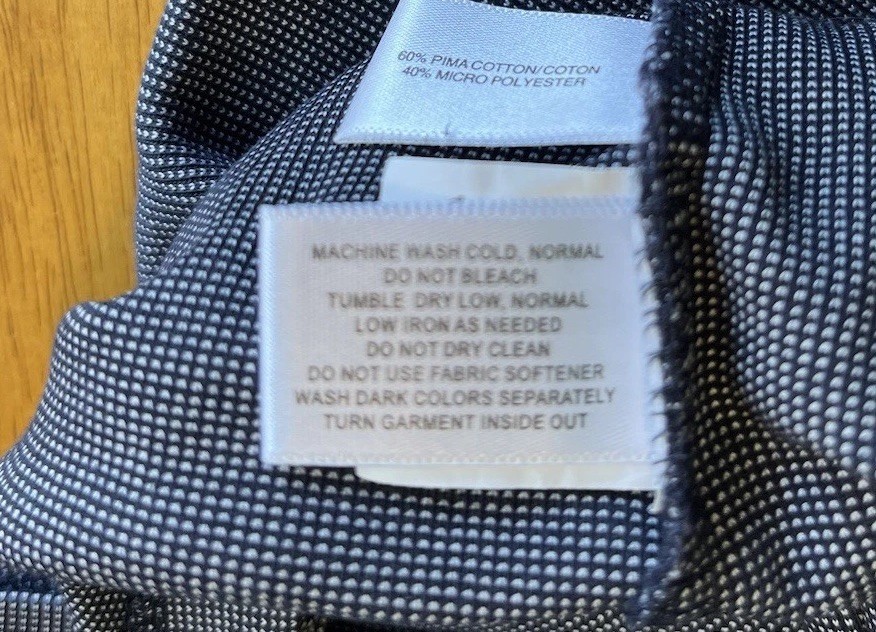 60% PIMA COTTON/COTON
40% MICRO POLYESTER
MACHINE WASH COLD, NORMAL
DO NOT BLEACH
TUMBLE DRY LOW, NORMAL
LOW IRON AS NEEDED
DO NOT DRY CLEAN
DO NOT USE FABRIC SOFTENER
WASH DARK COLORS SEPARATELY
TURN GARMENT INSIDE OUT